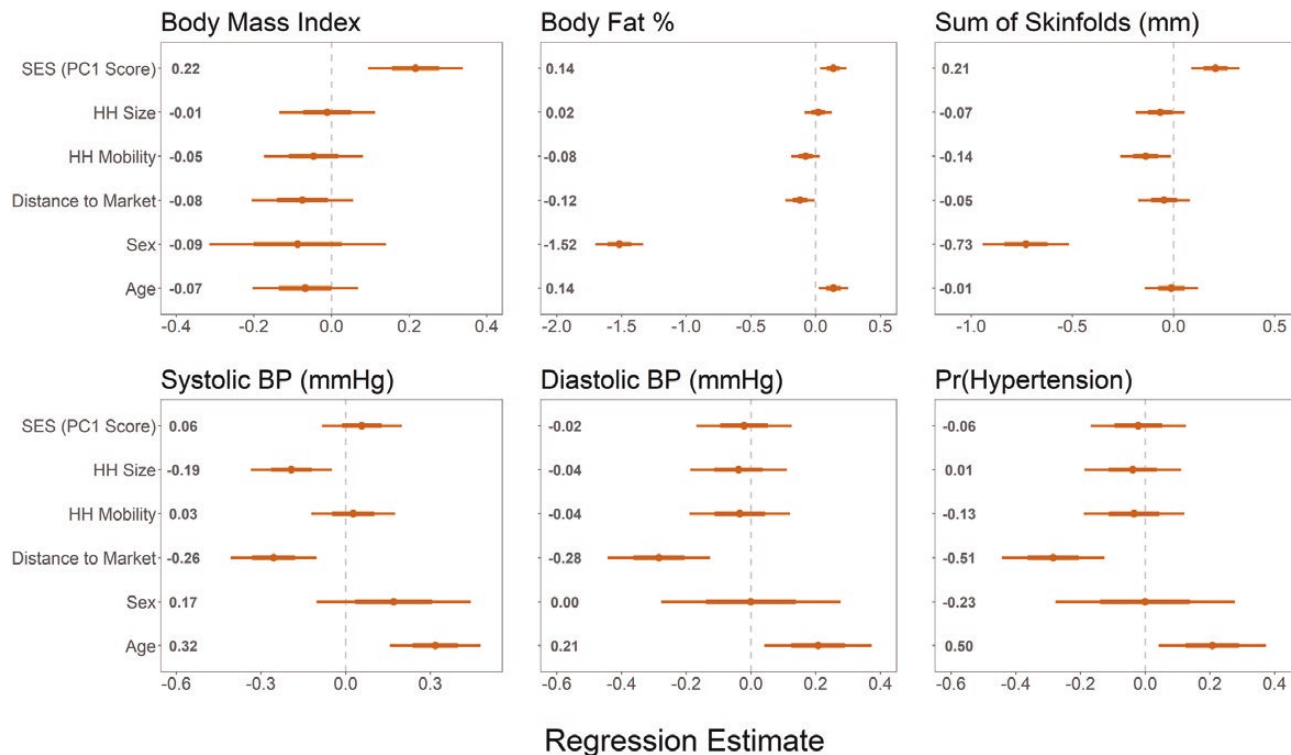 Body Mass Index
Body Fat %
Sum of Skinfolds (mm)
SES (PC1 Score) 0.22 0.14 0.21
HH Size -0.01 0.02 -0.07
HH Mobility -0.05 -0.08 -0.14
Distance to Market -0.08 -0.12 -0.05
Sex -0.09 -1.52 -0.73
Age -0.07 0.14 -0.01
-0.4 -0.2 0.0 0.2 0.4 -2.0 -1.5 -1.0 -0.5 0.0 0.5 -1.0 -0.5 0.0 0.5
Systolic BP (mmHg)
Diastolic BP (mmHg)
Pr(Hypertension)
SES (PC1 Score) 0.06 -0.02 -0.06
HH Size -0.19 -0.04 0.01
HH Mobility 0.03 -0.04 -0.13
Distance to Market -0.26 -0.28 -0.51
Sex 0.17 0.00 -0.23
Age 0.32 0.21 0.50
-0.6 -0.3 0.0 0.3 -0.6 -0.4 -0.2 0.0 0.2 0.4 -0.6 -0.4 -0.2 0.0 0.2 0.4
Regression Estimate